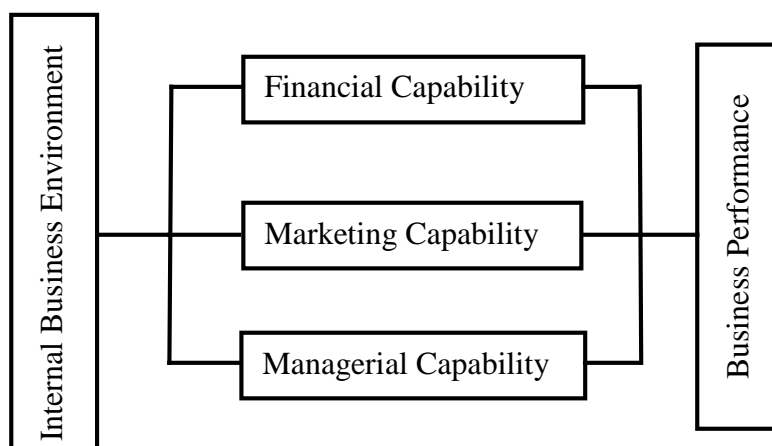 Internal Business Environment
Financial Capability
Marketing Capability
Managerial Capability
Business Performance